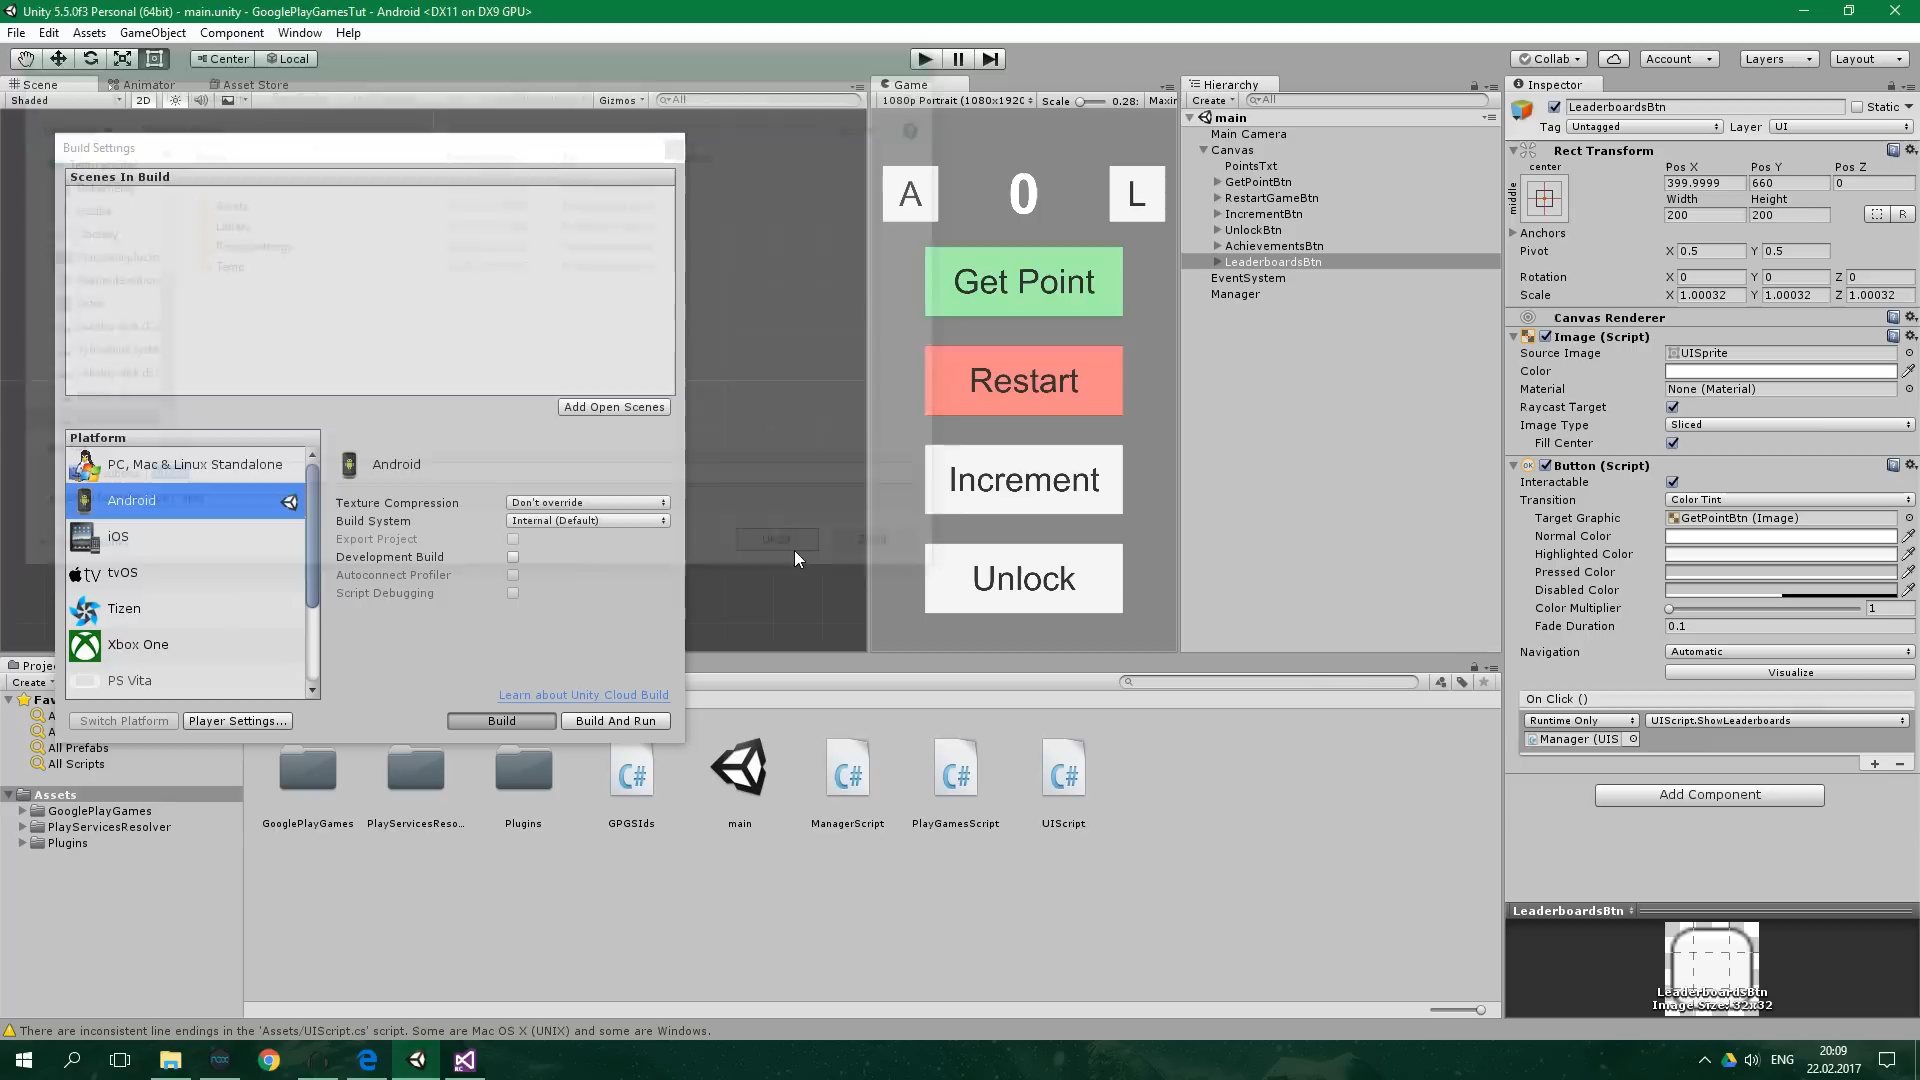 Unity 5.5.0f3 Personal (64bit) - main.unity - GooglePlayGamesTut - Android <DX11 on DX9 GPU>
File Edit Assets GameObject Component Window Help
Center Local Collab Account Layers Layout
Scene Animator Asset Store Game Hierarchy Inspector
Shaded 2D Gizmos All 1080p Portrait (1080x192( Scale 0.28: Maxir Create All LeaderboardsBtn Static
main
Tag Untagged Layer UI
Main Camera
Canvas
PointsTxt
GetPointBtn
RestartGameBtn
IncrementBtn
UnlockBtn
AchievementsBtn
LeaderboardsBtn
EventSystem
Manager
Build Settings
Scenes In Build
Add Open Scenes
Platform
PC, Mac & Linux Standalone
Android
iOS
tvOS
Tizen
Xbox One
PS Vita
Android
Texture Compression Don't override
Build System Internal (Default)
Export Project
Development Build
Autoconnect Profiler
Script Debugging
Learn about Unity Cloud Build
Switch Platform Player Settings... Build Build And Run
A 0 L
Get Point
Restart
Increment
Unlock
Rect Transform
center Pos X Pos Y Pos Z
middle 399.9999 660 0
Width Height
200 200 R
Anchors
Pivot X 0.5 Y 0.5
Rotation X 0 Y 0 Z 0
Scale X 1.00032 Y 1.00032 Z 1.00032
Canvas Renderer
Image (Script)
Source Image UISprite
Color
Material None (Material)
Raycast Target
Image Type Sliced
Fill Center
Button (Script)
Interactable
Transition Color Tint
Target Graphic GetPointBtn (Image)
Normal Color
Highlighted Color
Pressed Color
Disabled Color
Color Multiplier 1
Fade Duration 0.1
Navigation Automatic
Visualize
On Click ()
Runtime Only UIScript.ShowLeaderboards
Manager (UIS
Add Component
LeaderboardsBtn
LeaderboardsBtn
Image Size: 32x32
Projec
Create
Fav
A
A
All Prefabs
All Scripts
Assets
GooglePlayGames
PlayServicesResolver
Plugins
GooglePlayGames PlayServicesReso... Plugins GPGSIds main ManagerScript PlayGamesScript UIScript
There are inconsistent line endings in the 'Assets/UIScript.cs' script. Some are Mac OS X (UNIX) and some are Windows.
ENG 20:09
22.02.2017